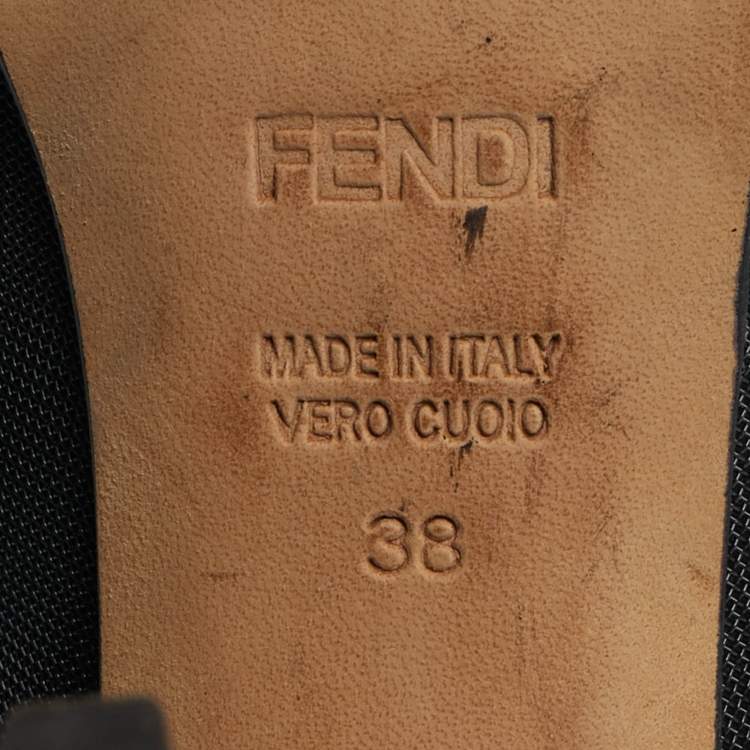 FENDI
MADE IN ITALY
VERO CUOIO
38